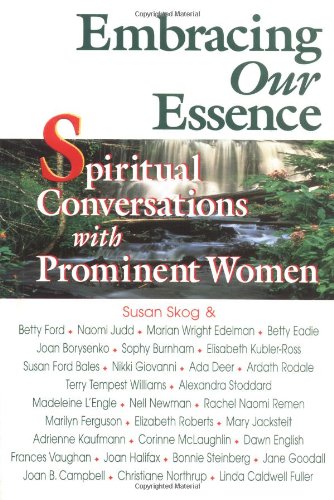 Embracing
Our
Essence
Spiritual
Conversations
with
Prominent Women
Susan Skog &
Betty Ford ✦ Naomi Judd ✦ Marian Wright Edelman ✦ Betty Eadie
Joan Borysenko ✦ Sophy Burnham ✦ Elisabeth Kubler-Ross
Susan Ford Bales ✦ Nikki Giovanni ✦ Ada Deer ✦ Ardath Rodale
Terry Tempest Williams ✦ Alexandra Stoddard
Madeleine L'Engle ✦ Nell Newman ✦ Rachel Naomi Remen
Marilyn Ferguson ✦ Elizabeth Roberts ✦ Mary Jacksteit
Adrienne Kaufmann ✦ Corinne McLaughlin ✦ Dawn English
Frances Vaughan ✦ Joan Halifax ✦ Bonnie Steinberg ✦ Jane Goodall
Joan B. Campbell ✦ Christiane Northrup ✦ Linda Caldwell Fuller